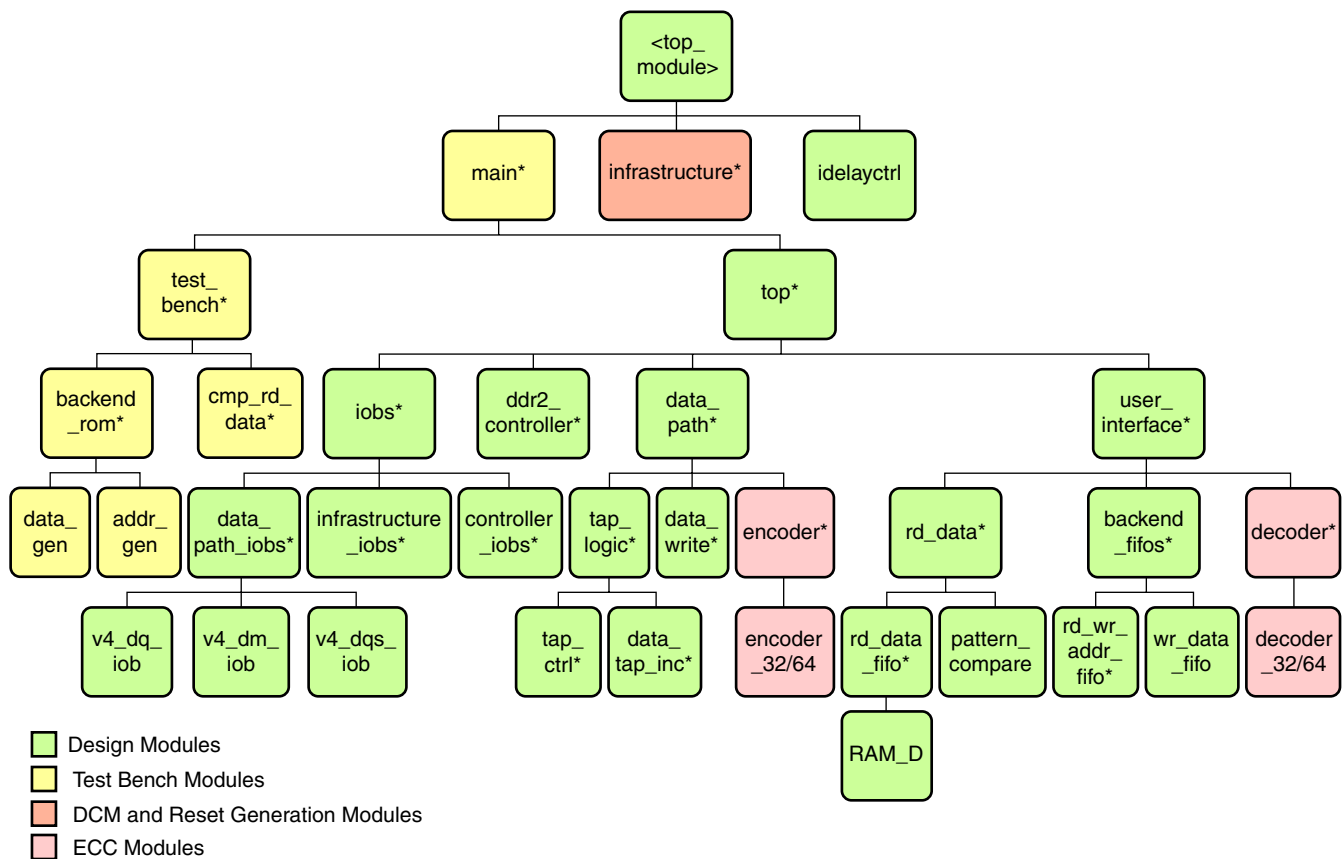 <top_
module>
main*
infrastructure*
idelayctrl
test_
bench*
top*
backend
_rom*
cmp_rd_
data*
iobs*
ddr2_
controller*
data_
path*
user_
interface*
data_
gen
addr_
gen
data_
path_iobs*
infrastructure
_iobs*
controller
_iobs*
tap_
logic*
data_
write*
encoder*
rd_data*
backend
_fifos*
decoder*
v4_dq_
iob
v4_dm_
iob
v4_dqs_
iob
tap_
ctrl*
data_
tap_inc*
encoder
_32/64
rd_data
_fifo*
pattern_
compare
rd_wr_
addr_
fifo*
wr_data
_fifo
decoder
_32/64
RAM_D
Design Modules
Test Bench Modules
DCM and Reset Generation Modules
ECC Modules